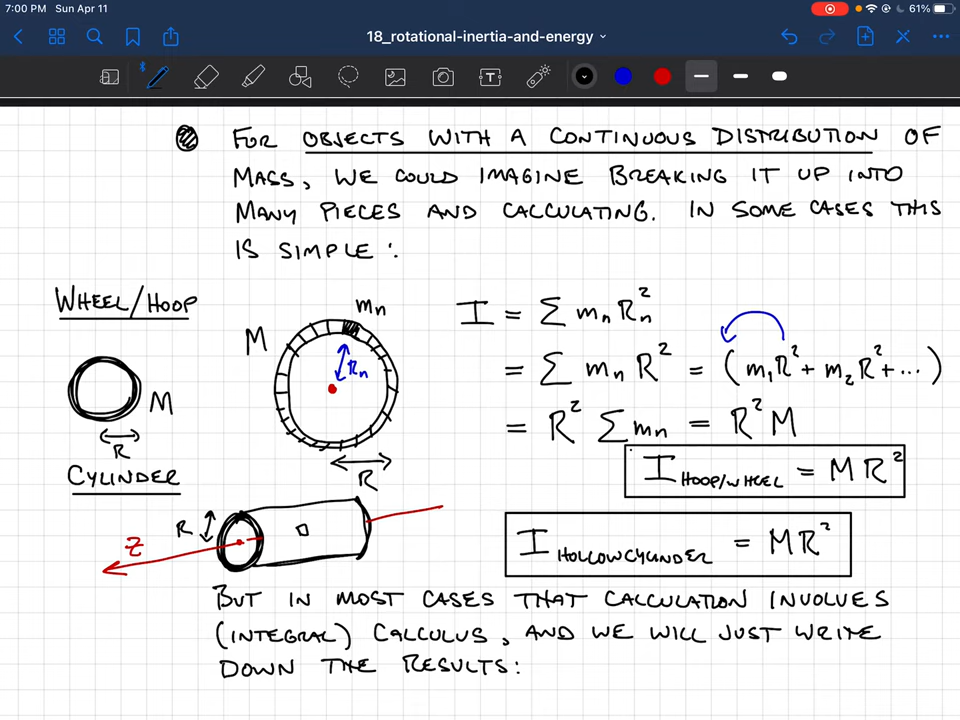 7:00 PM Sun Apr 11
61%
18_rotational-inertia-and-energy
FOR OBJECTS WITH A CONTINUOUS DISTRIBUTION OF
MASS, WE COULD IMAGINE BREAKING IT UP INTO
MANY PIECES AND CALCULATING. IN SOME CASES THIS
IS SIMPLE:
WHEEL/HOOP
M
R
M
mₙ
Rₙ
R
I = Σ mₙ Rₙ²
= Σ mₙ R² = (m₁R² + m₂R² + ...)
= R² Σ mₙ = R² M
I HOOP/WHEEL = MR²
CYLINDER
R
Z
I HOLLOW CYLINDER = MR²
BUT IN MOST CASES THAT CALCULATION INVOLVES
(INTEGRAL) CALCULUS, AND WE WILL JUST WRITE
DOWN THE RESULTS: